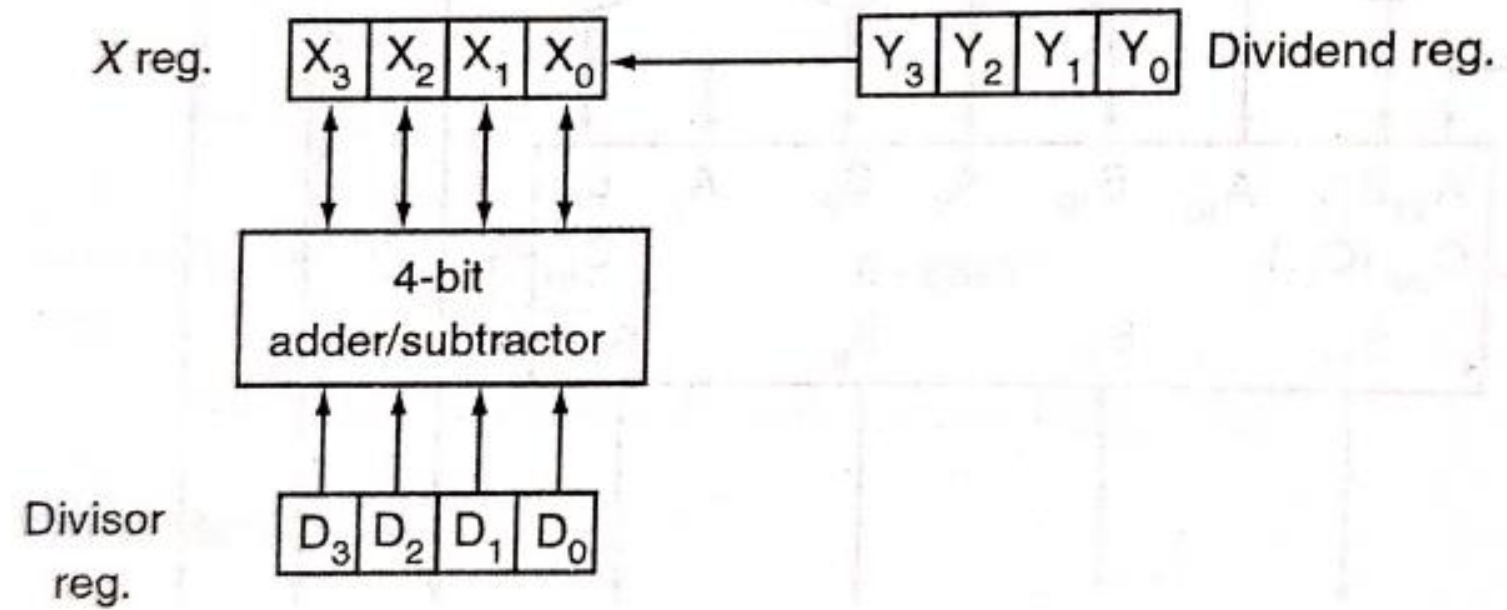 X reg. X₃ X₂ X₁ X₀ Y₃ Y₂ Y₁ Y₀ Dividend reg.
4-bit
adder/subtractor
Divisor
reg.
D₃ D₂ D₁ D₀